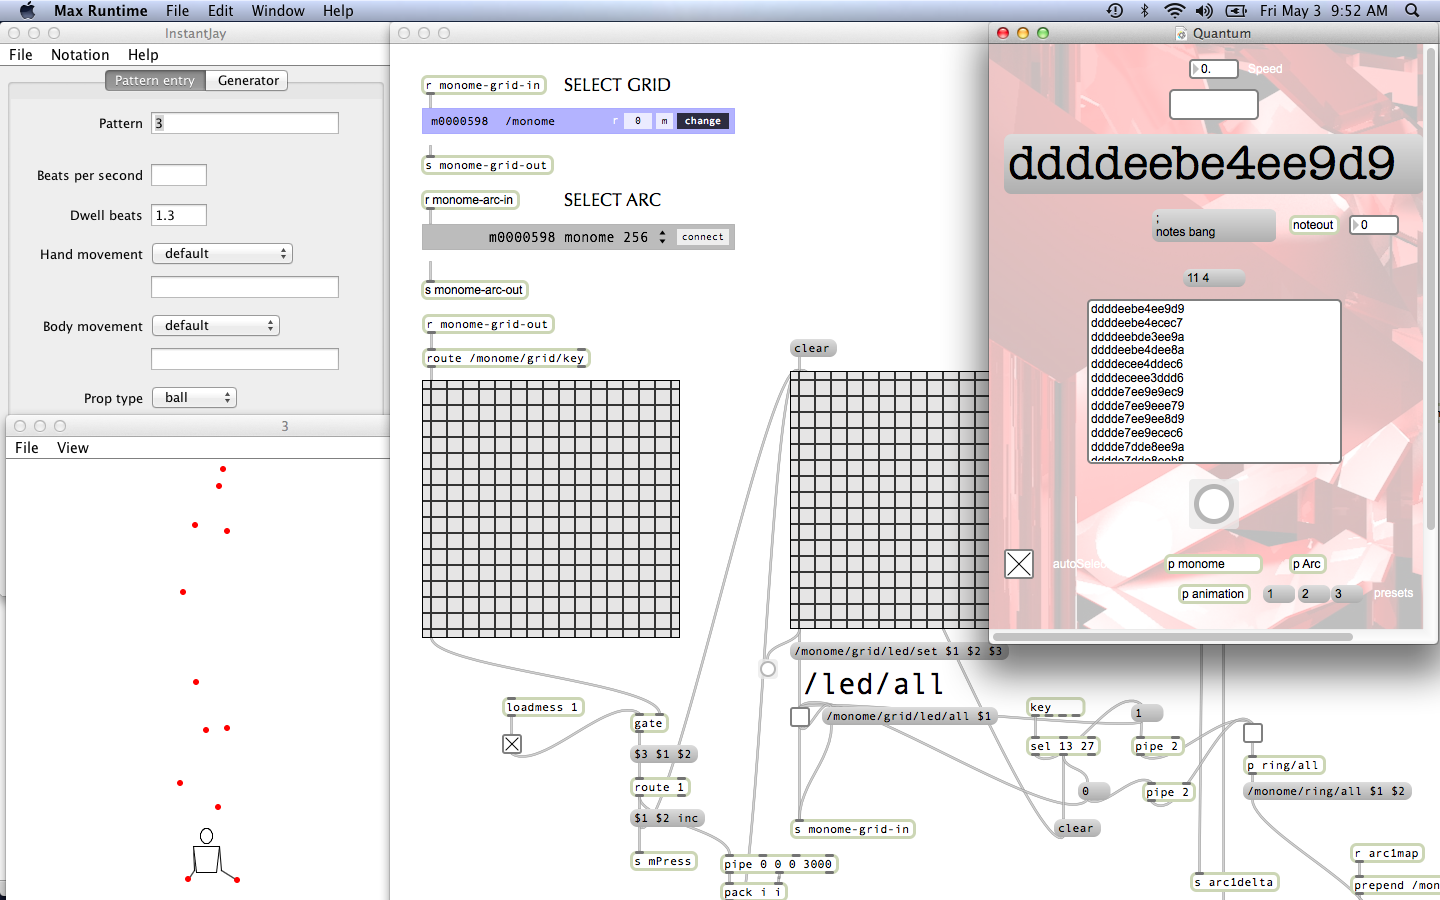 Max Runtime File Edit Window Help Fri May 3 9:52 AM
InstantJay
File Notation Help
Pattern entry Generator
Pattern 3
Beats per second
Dwell beats 1.3
Hand movement default
Body movement default
Prop type ball
3
File View
r monome-grid-in SELECT GRID
m0000598 /monome r 0 m change
s monome-grid-out
r monome-arc-in SELECT ARC
m0000598 monome 256 connect
s monome-arc-out
r monome-grid-out
route /monome/grid/key
clear
/monome/grid/led/set $1 $2 $3
/led/all
/monome/grid/led/all $1
loadmess 1
gate
$3 $1 $2
route 1
$1 $2 inc
s mPress
pipe 0 0 0 3000
pack i i
s monome-grid-in
key
1
sel 13 27
pipe 2
0
pipe 2
clear
p ring/all
/monome/ring/all $1 $2
r arc1map
s arc1delta
prepend /mon
Quantum
0. Speed
ddddeebe4ee9d9
;
notes bang
noteout 0
11 4
ddddeebe4ee9d9
ddddeebe4ecec7
ddddeebde3ee9a
ddddeebe4dee8a
ddddecee4ddec6
ddddeceee3ddd6
dddde7ee9e9ec9
dddde7ee9eee79
dddde7ee9ee8d9
dddde7ee9ecec6
dddde7dde8ee9a
dddde7dde8eeb8
autoSelec
p monome p Arc
p animation 1 2 3 presets